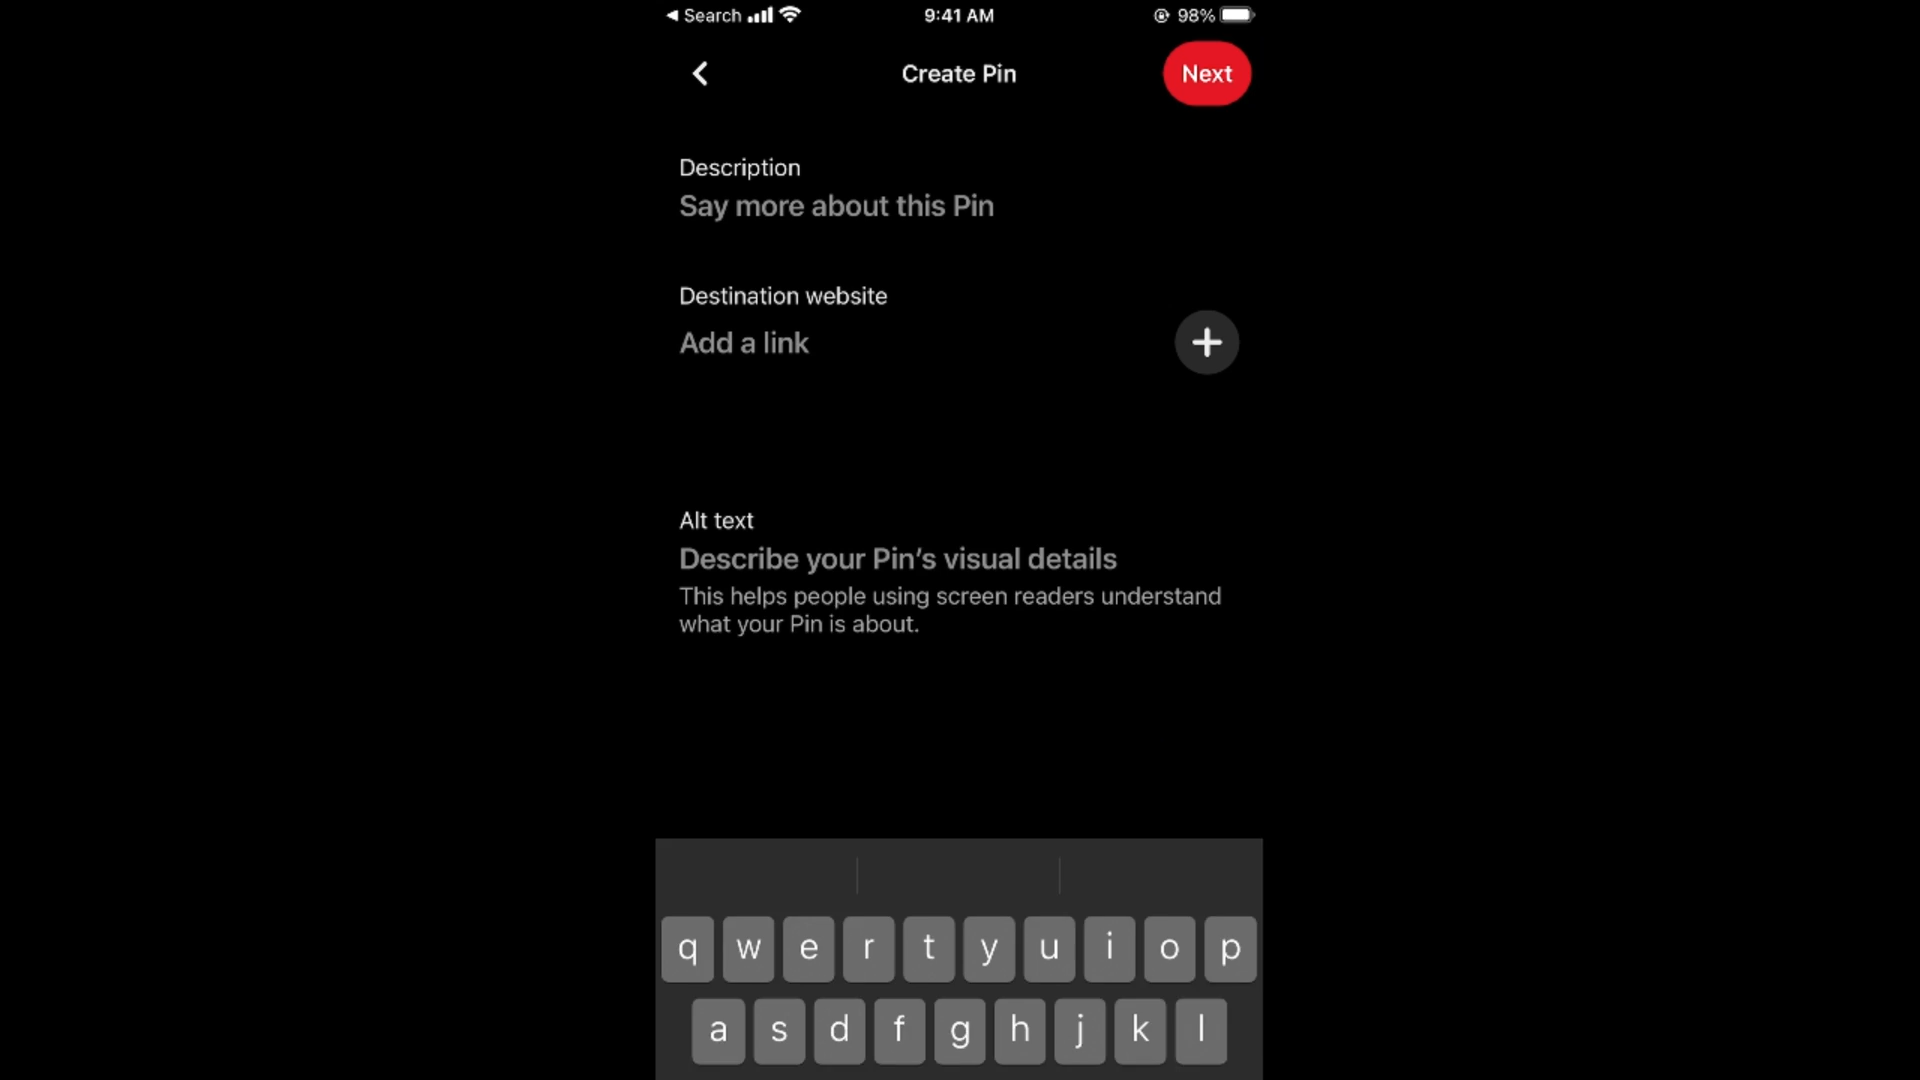 Search 9:41 AM 98%
Create Pin Next
Description
Say more about this Pin
Destination website
Add a link
Alt text
Describe your Pin’s visual details
This helps people using screen readers understand
what your Pin is about.
q w e r t y u i o p
a s d f g h j k l